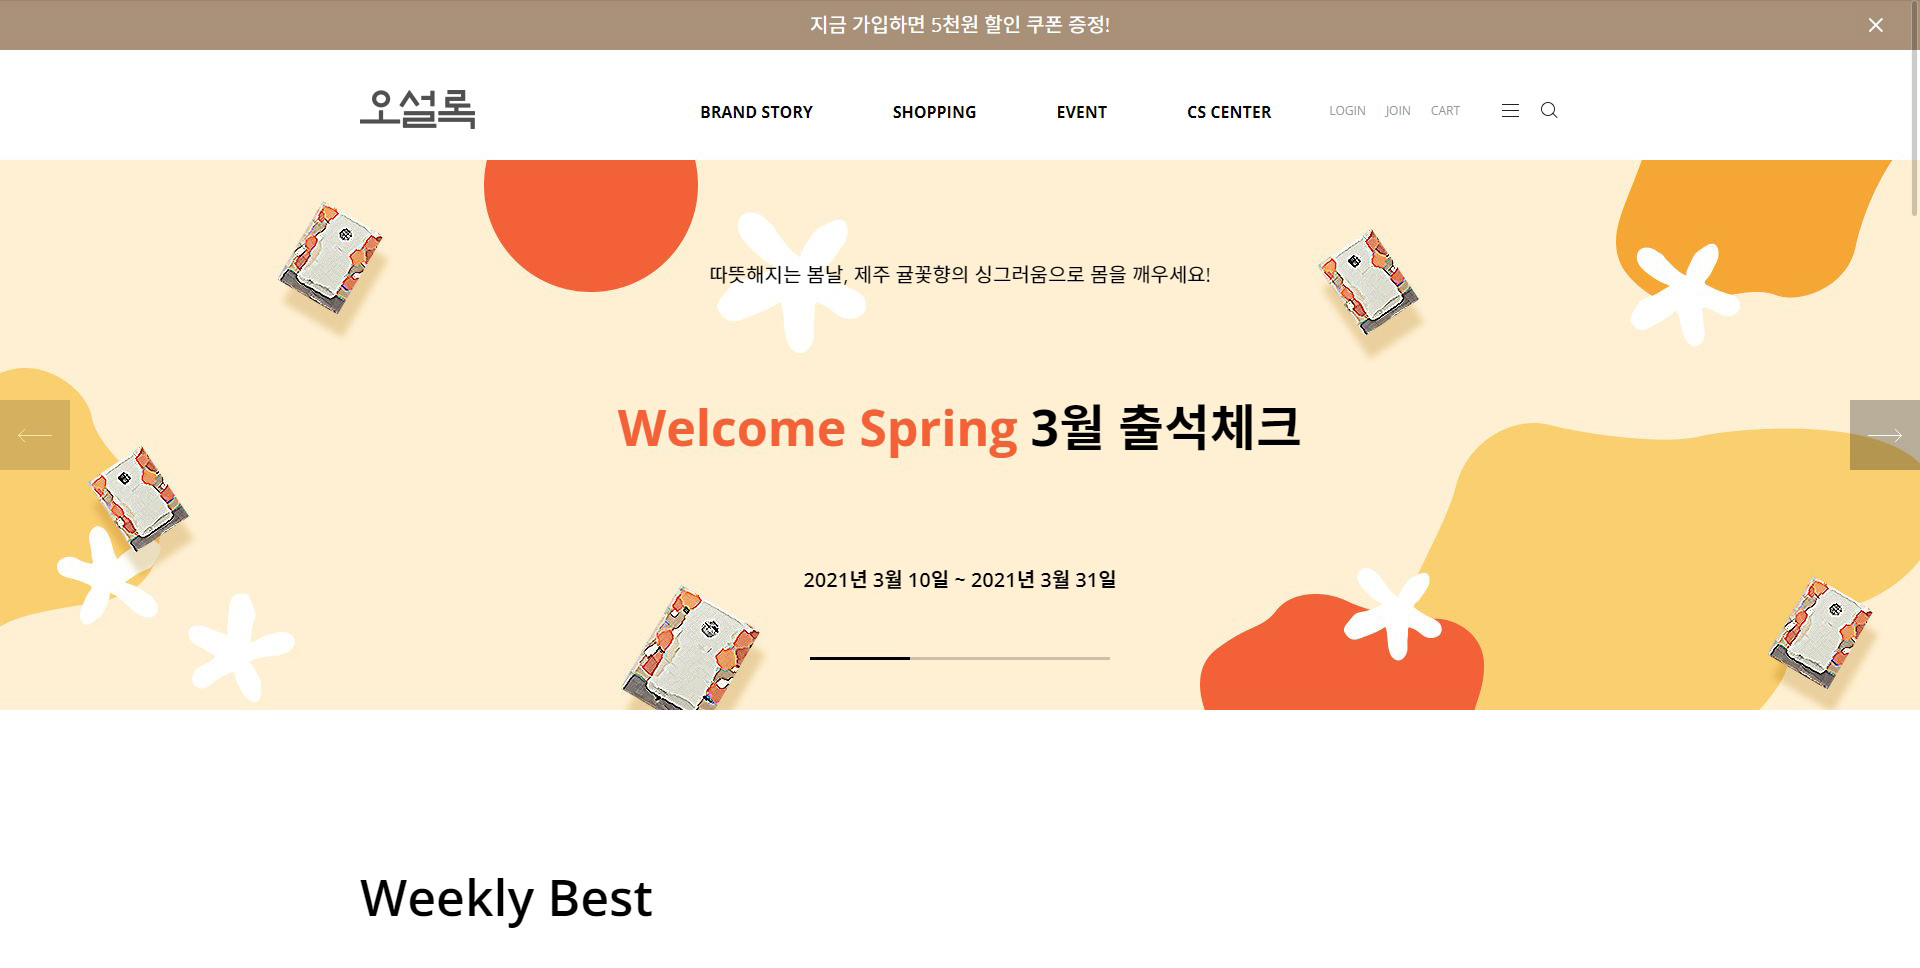 지금 가입하면 5천원 할인 쿠폰 증정!
오설록
BRAND STORY SHOPPING EVENT CS CENTER LOGIN JOIN CART
따뜻해지는 봄날, 제주 귤꽃향의 싱그러움으로 몸을 깨우세요!
Welcome Spring 3월 출석체크
2021년 3월 10일 ~ 2021년 3월 31일
Weekly Best